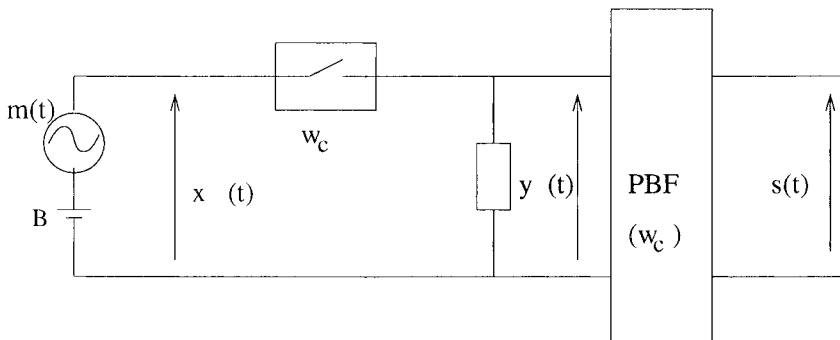 m(t)
B
x (t)
w_c
y (t)
PBF
(w_c)
s(t)